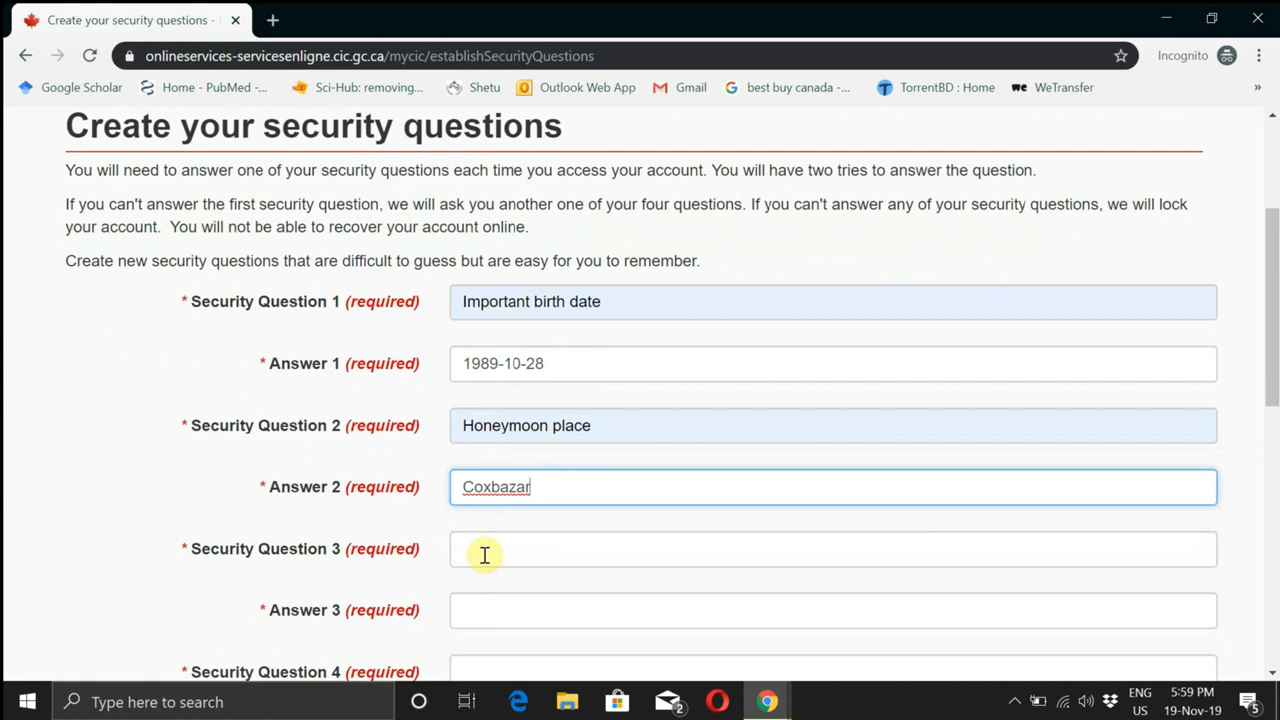 Create your security questions -
onlineservices-servicesenligne.cic.gc.ca/mycic/establishSecurityQuestions
Incognito
Google Scholar
Home - PubMed -...
Sci-Hub: removing...
Shetu
Outlook Web App
Gmail
best buy canada -...
TorrentBD : Home
WeTransfer
»
Create your security questions
You will need to answer one of your security questions each time you access your account. You will have two tries to answer the question.
If you can't answer the first security question, we will ask you another one of your four questions. If you can't answer any of your security questions, we will lock
your account. You will not be able to recover your account online.
Create new security questions that are difficult to guess but are easy for you to remember.
* Security Question 1 (required)
Important birth date
* Answer 1 (required)
1989-10-28
* Security Question 2 (required)
Honeymoon place
* Answer 2 (required)
Coxbazar
* Security Question 3 (required)
* Answer 3 (required)
* Security Question 4 (required)
Type here to search
2
ENG
US
5:59 PM
19-Nov-19
5